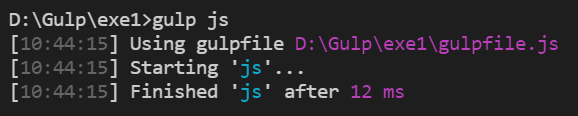 D:\Gulp\exe1>gulp js
[10:44:15] Using gulpfile D:\Gulp\exe1\gulpfile.js
[10:44:15] Starting 'js'...
[10:44:15] Finished 'js' after 12 ms